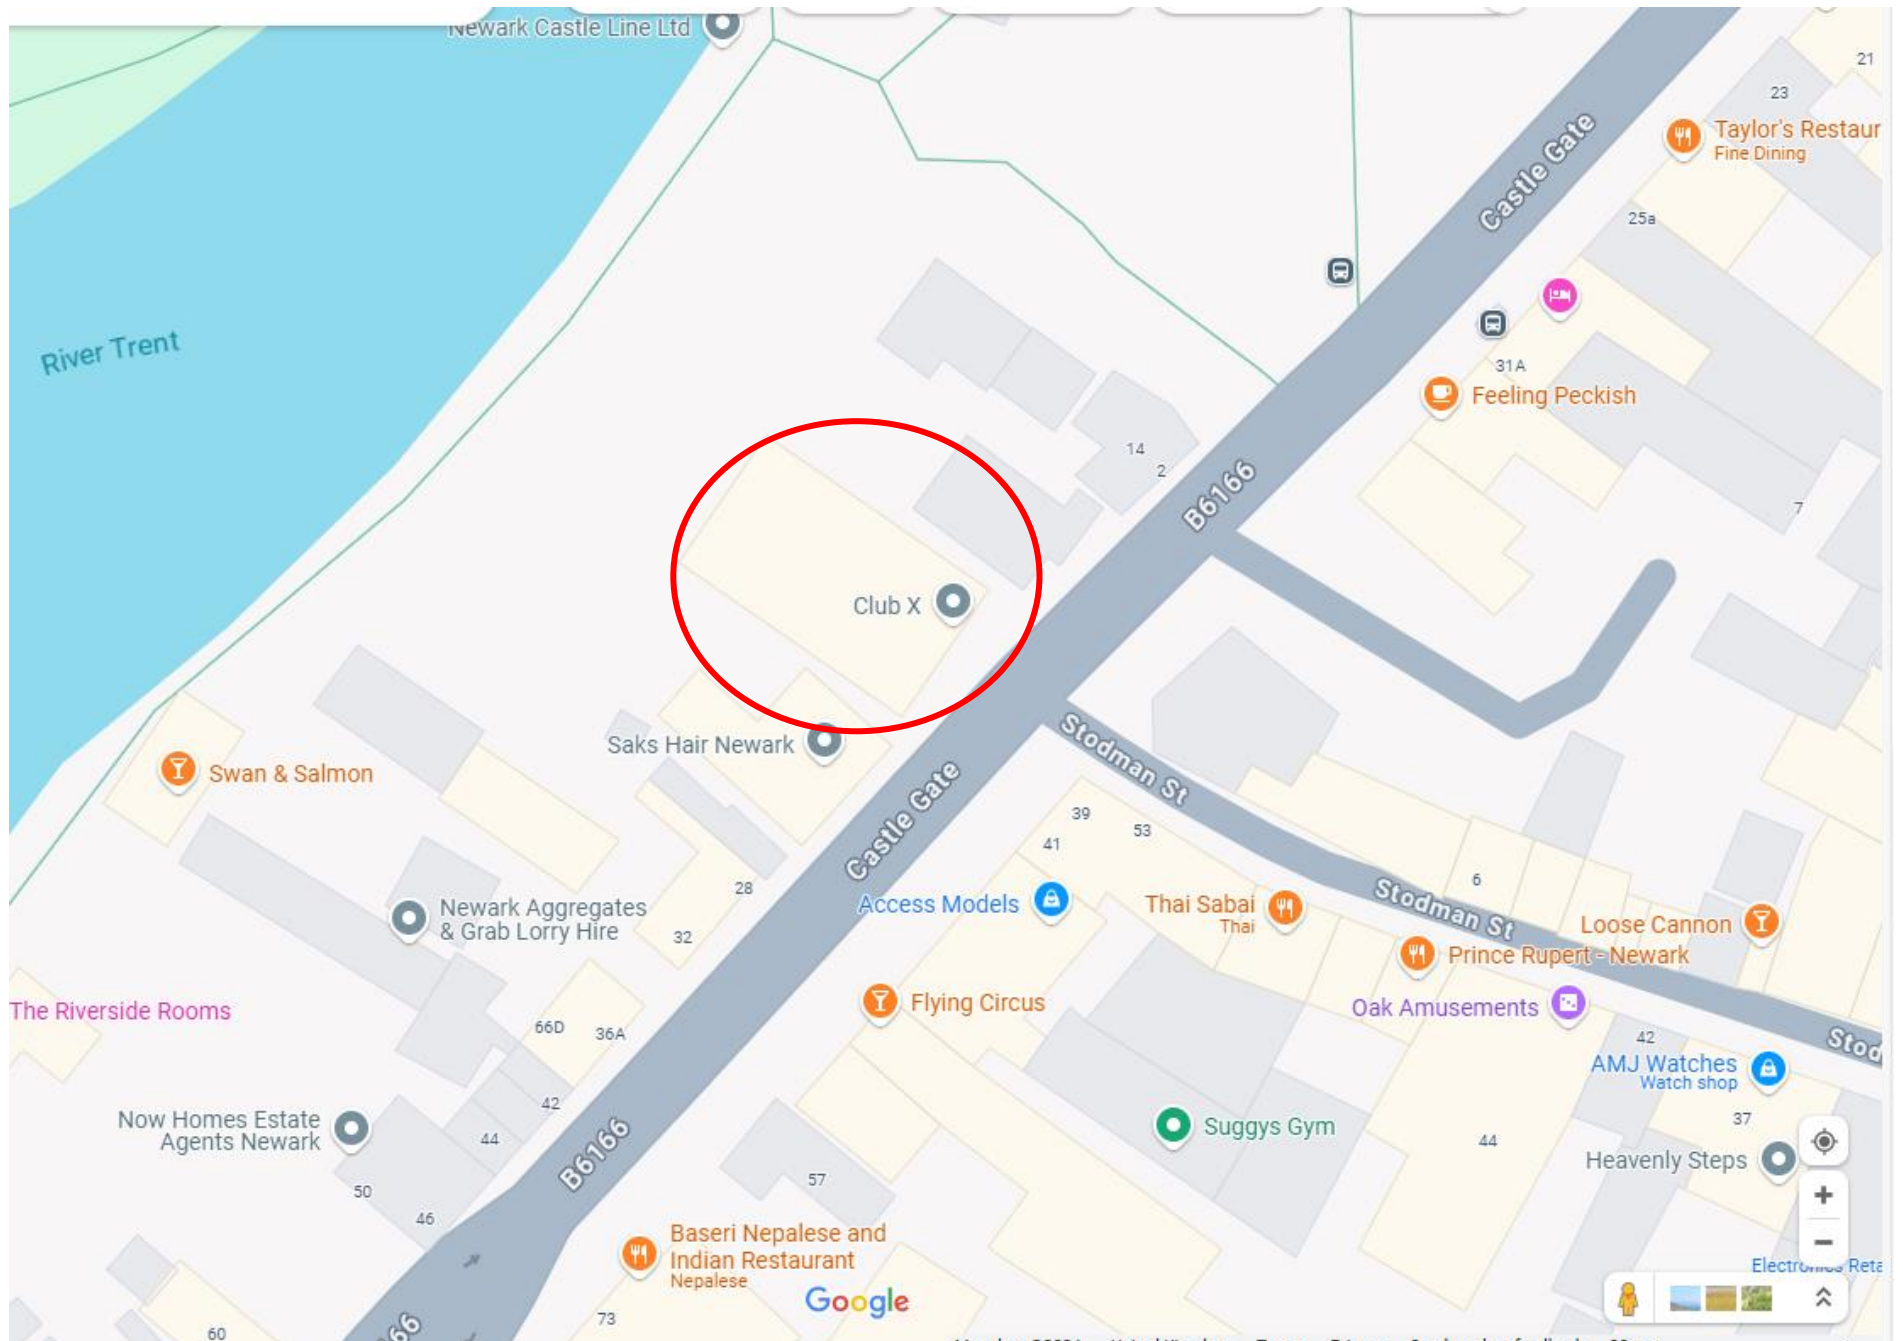 Newark Castle Line Ltd
21
23
Taylor's Restaur
Fine Dining
Castle Gate
25a
River Trent
31A
Feeling Peckish
14
2
B6166
7
Club X
Saks Hair Newark
Stodman St
Swan & Salmon
Castle Gate
39
53
41
28
Access Models
Thai Sabai
Thai
6
Stodman St
Loose Cannon
Newark Aggregates
& Grab Lorry Hire
32
Prince Rupert - Newark
The Riverside Rooms
66D
36A
Flying Circus
Oak Amusements
42
Stod
AMJ Watches
Watch shop
42
37
Now Homes Estate
Agents Newark
44
B6166
Suggys Gym
44
Heavenly Steps
50
57
46
Baseri Nepalese and
Indian Restaurant
Nepalese
Electronics Reta
Google
73
60
66